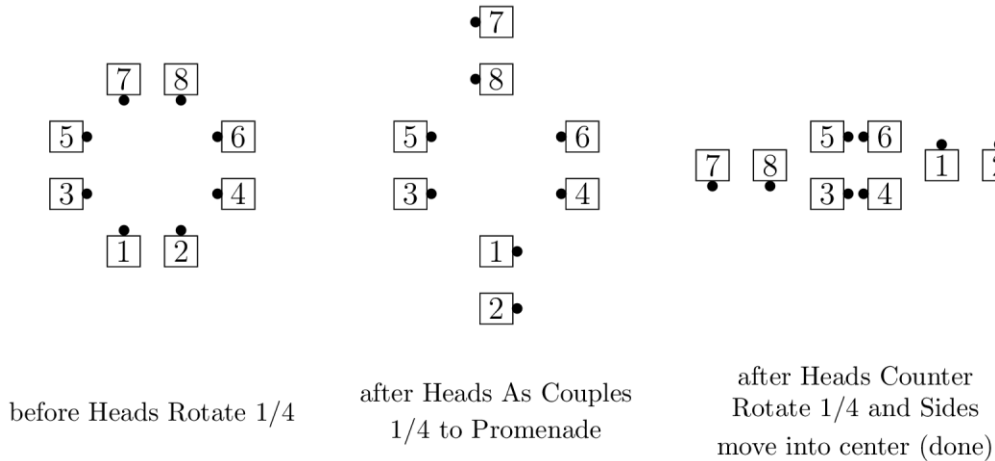 7 8
5 6
3 4
1 2
7
8
5 6
3 4
1
2
7 8 5 6 1
3 4
before Heads Rotate 1/4
after Heads As Couples
1/4 to Promenade
after Heads Counter
Rotate 1/4 and Sides
move into center (done)